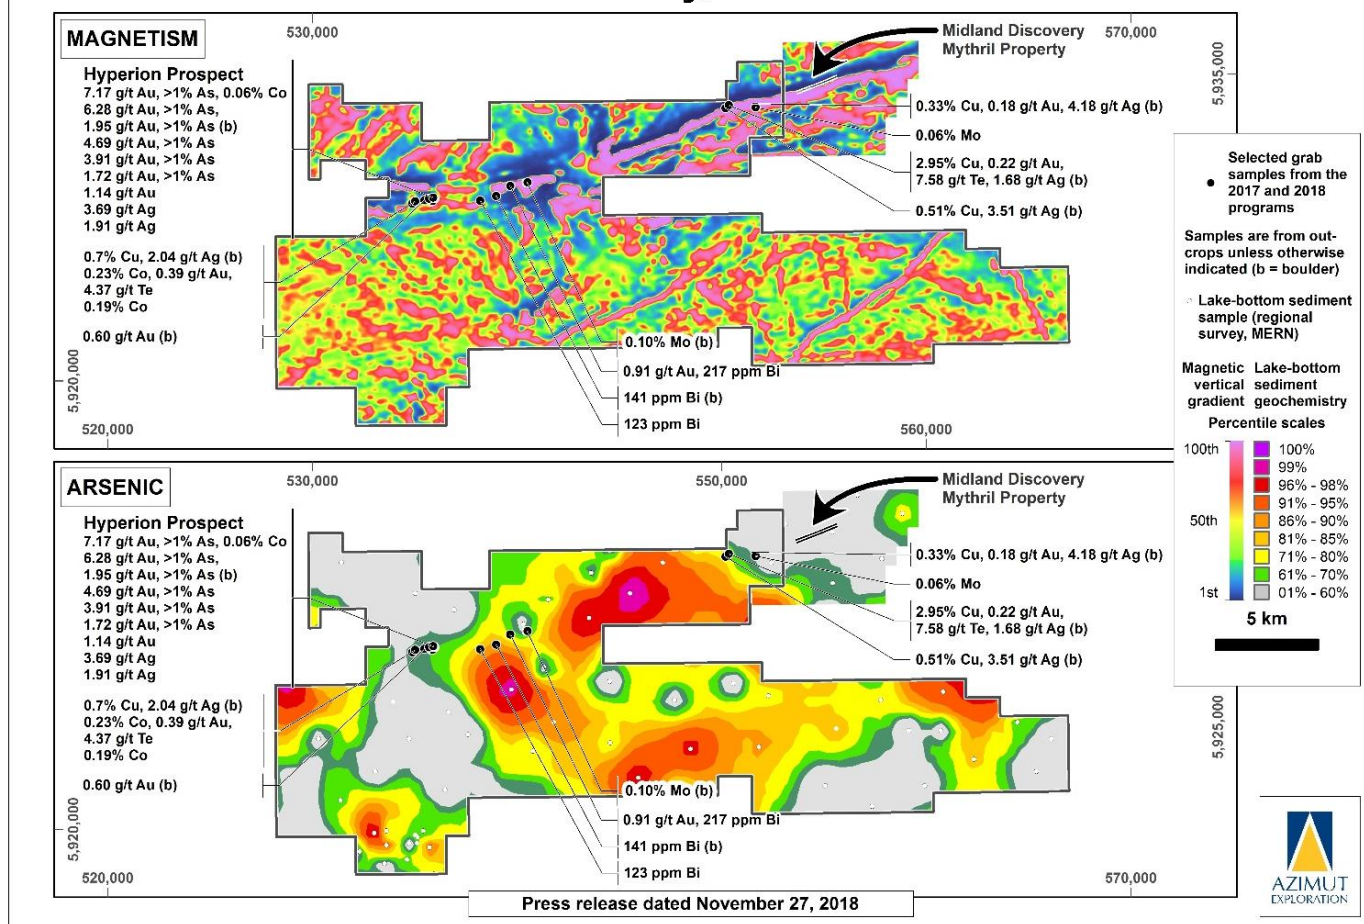 MAGNETISM
530,000
570,000
5,935,000
Midland Discovery
Mythril Property
Hyperion Prospect
7.17 g/t Au, >1% As, 0.06% Co
6.28 g/t Au, >1% As,
1.95 g/t Au, >1% As (b)
4.69 g/t Au, >1% As
3.91 g/t Au, >1% As
1.72 g/t Au, >1% As
1.14 g/t Au
3.69 g/t Ag
1.91 g/t Ag
0.7% Cu, 2.04 g/t Ag (b)
0.23% Co, 0.39 g/t Au,
4.37 g/t Te
0.19% Co
0.60 g/t Au (b)
0.33% Cu, 0.18 g/t Au, 4.18 g/t Ag (b)
0.06% Mo
2.95% Cu, 0.22 g/t Au,
7.58 g/t Te, 1.68 g/t Ag (b)
0.51% Cu, 3.51 g/t Ag (b)
0.10% Mo (b)
0.91 g/t Au, 217 ppm Bi
141 ppm Bi (b)
123 ppm Bi
5,920,000
520,000
560,000
ARSENIC
530,000
550,000
Midland Discovery
Mythril Property
Hyperion Prospect
7.17 g/t Au, >1% As, 0.06% Co
6.28 g/t Au, >1% As,
1.95 g/t Au, >1% As (b)
4.69 g/t Au, >1% As
3.91 g/t Au, >1% As
1.72 g/t Au, >1% As
1.14 g/t Au
3.69 g/t Ag
1.91 g/t Ag
0.7% Cu, 2.04 g/t Ag (b)
0.23% Co, 0.39 g/t Au,
4.37 g/t Te
0.19% Co
0.60 g/t Au (b)
0.33% Cu, 0.18 g/t Au, 4.18 g/t Ag (b)
0.06% Mo
2.95% Cu, 0.22 g/t Au,
7.58 g/t Te, 1.68 g/t Ag (b)
0.51% Cu, 3.51 g/t Ag (b)
0.10% Mo (b)
0.91 g/t Au, 217 ppm Bi
141 ppm Bi (b)
123 ppm Bi
5,925,000
5,920,000
520,000
570,000
Press release dated November 27, 2018
Selected grab
samples from the
2017 and 2018
programs
Samples are from out-
crops unless otherwise
indicated (b = boulder)
Lake-bottom sediment
sample (regional
survey, MERN)
Magnetic
vertical
gradient
Lake-bottom
sediment
geochemistry
Percentile scales
100th
50th
1st
100%
99%
96% - 98%
91% - 95%
86% - 90%
81% - 85%
71% - 80%
61% - 70%
01% - 60%
5 km
AZIMUT
EXPLORATION